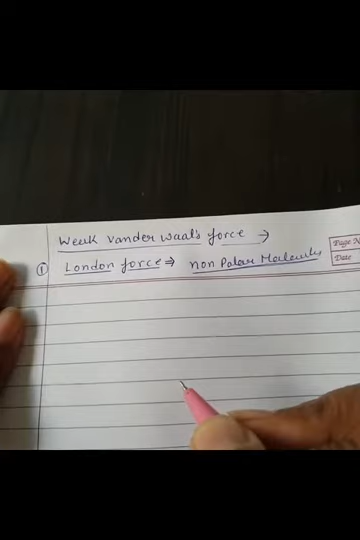 Weak vander waal's force →
① London force ⇒ non Polar Molecules
Page N
Date